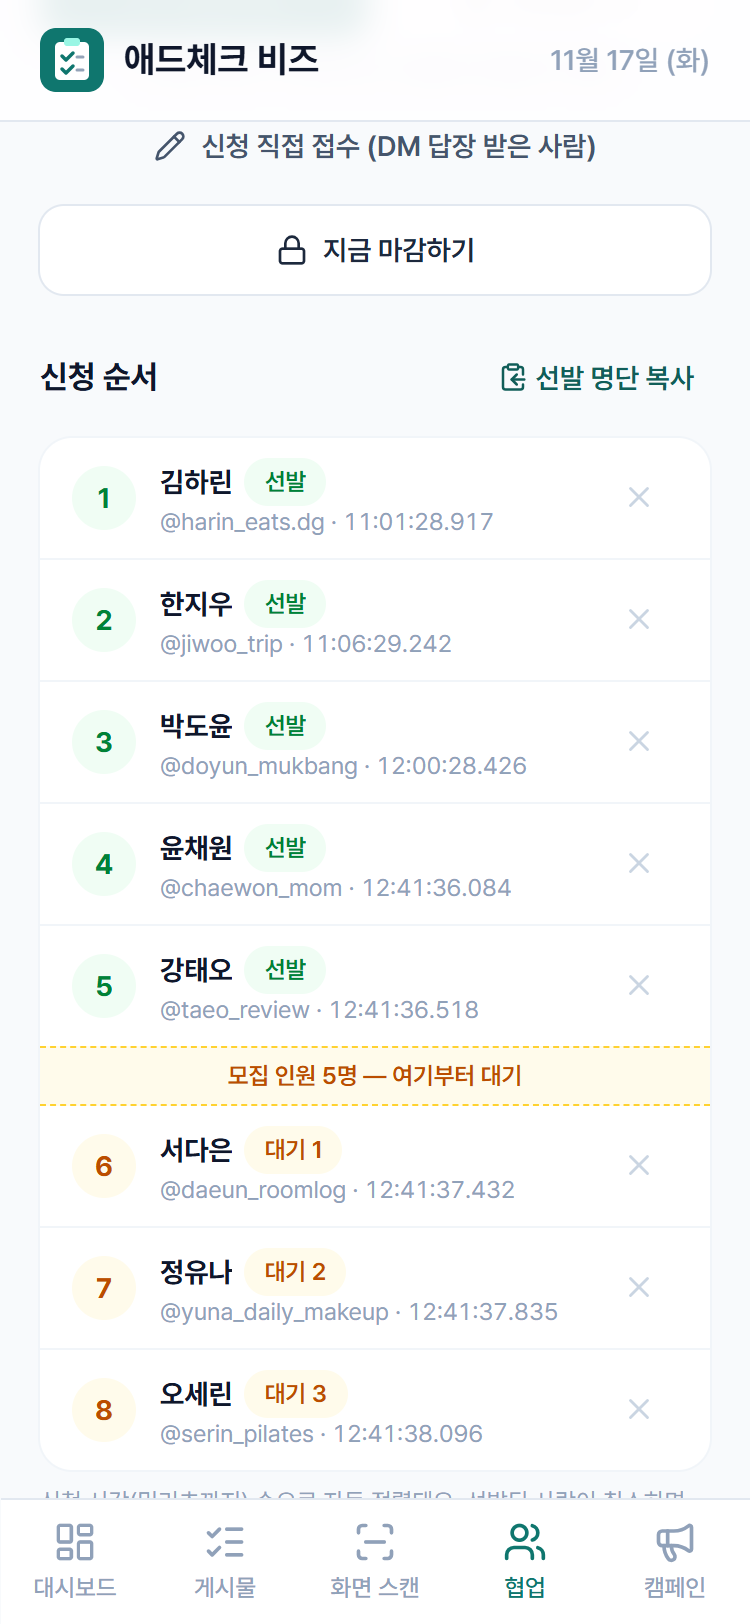 애드체크 비즈
11월 17일 (화)
신청 직접 접수 (DM 답장 받은 사람)
지금 마감하기
신청 순서
선발 명단 복사
1
김하린 선발
@harin_eats.dg · 11:01:28.917
2
한지우 선발
@jiwoo_trip · 11:06:29.242
3
박도윤 선발
@doyun_mukbang · 12:00:28.426
4
윤채원 선발
@chaewon_mom · 12:41:36.084
5
강태오 선발
@taeo_review · 12:41:36.518
모집 인원 5명 — 여기부터 대기
6
서다은 대기 1
@daeun_roomlog · 12:41:37.432
7
정유나 대기 2
@yuna_daily_makeup · 12:41:37.835
8
오세린 대기 3
@serin_pilates · 12:41:38.096
대시보드
게시물
화면 스캔
협업
캠페인